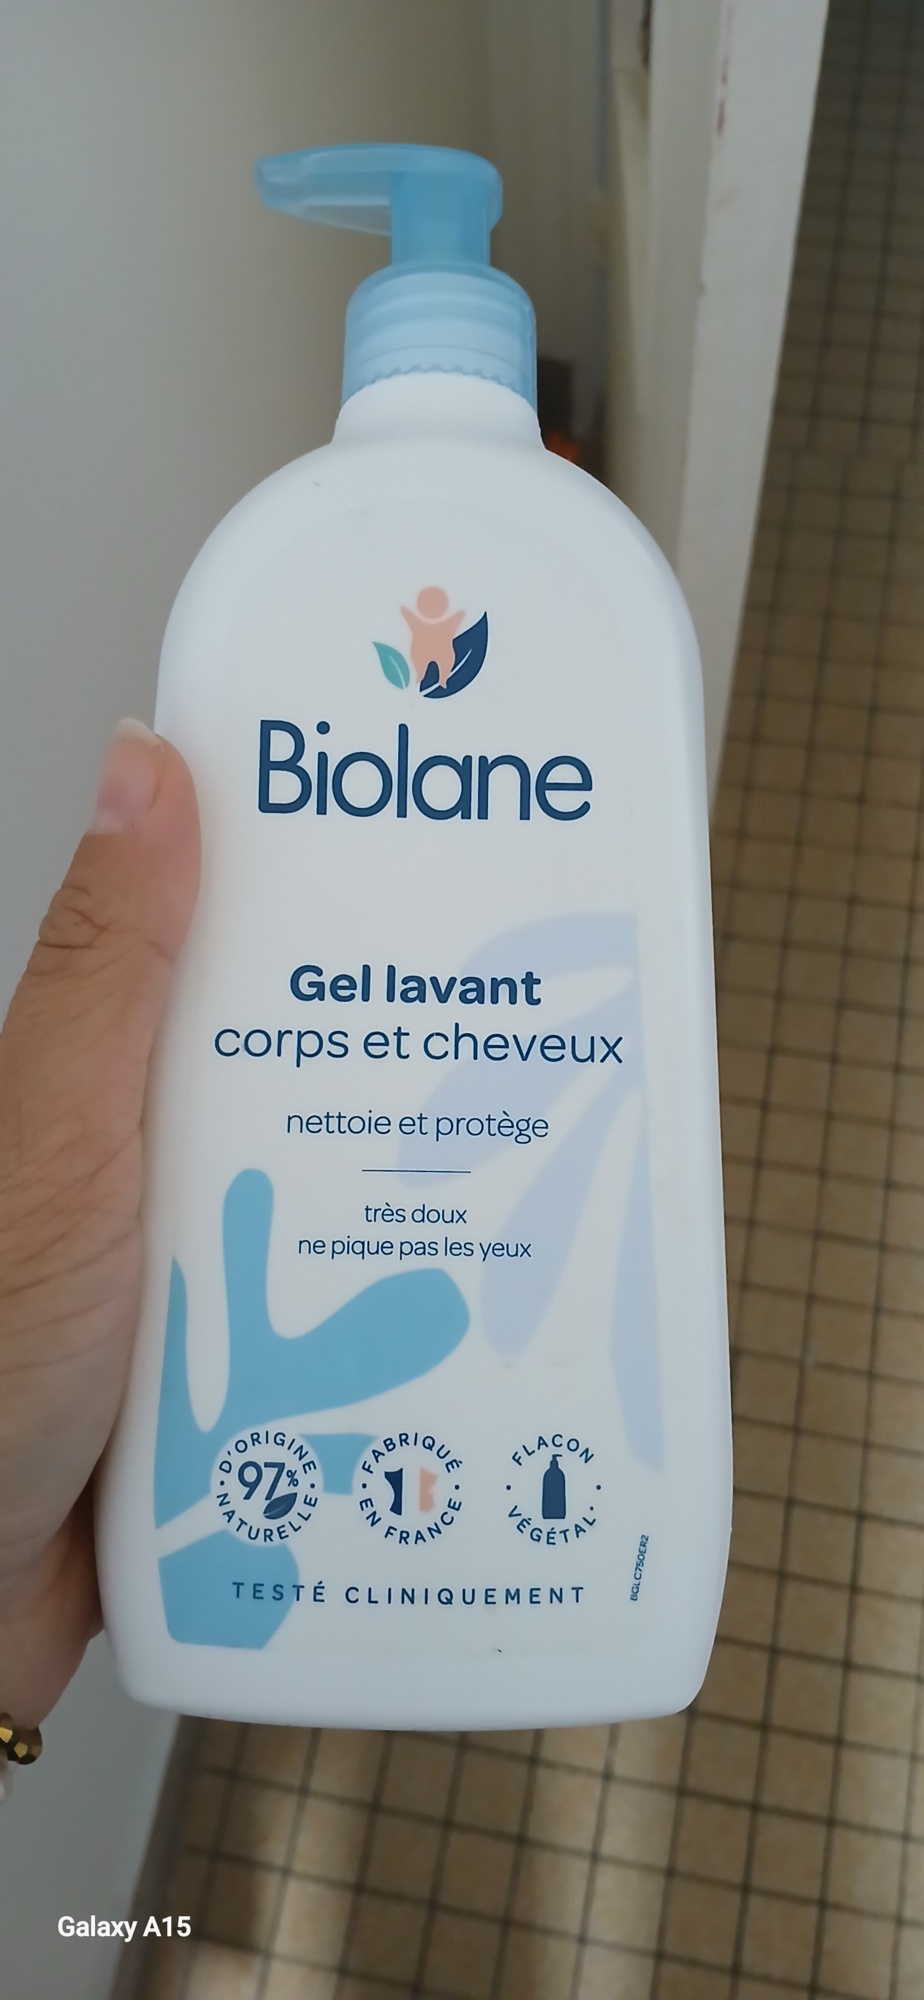 Biolane
Gel lavant
corps et cheveux
nettoie et protège
très doux
ne pique pas les yeux
D'ORIGINE
97%
NATURELLE
FABRIQUÉ
EN FRANCE
FLACON
VÉGÉTAL
TESTÉ CLINIQUEMENT
BGLC750ER2
Galaxy A15